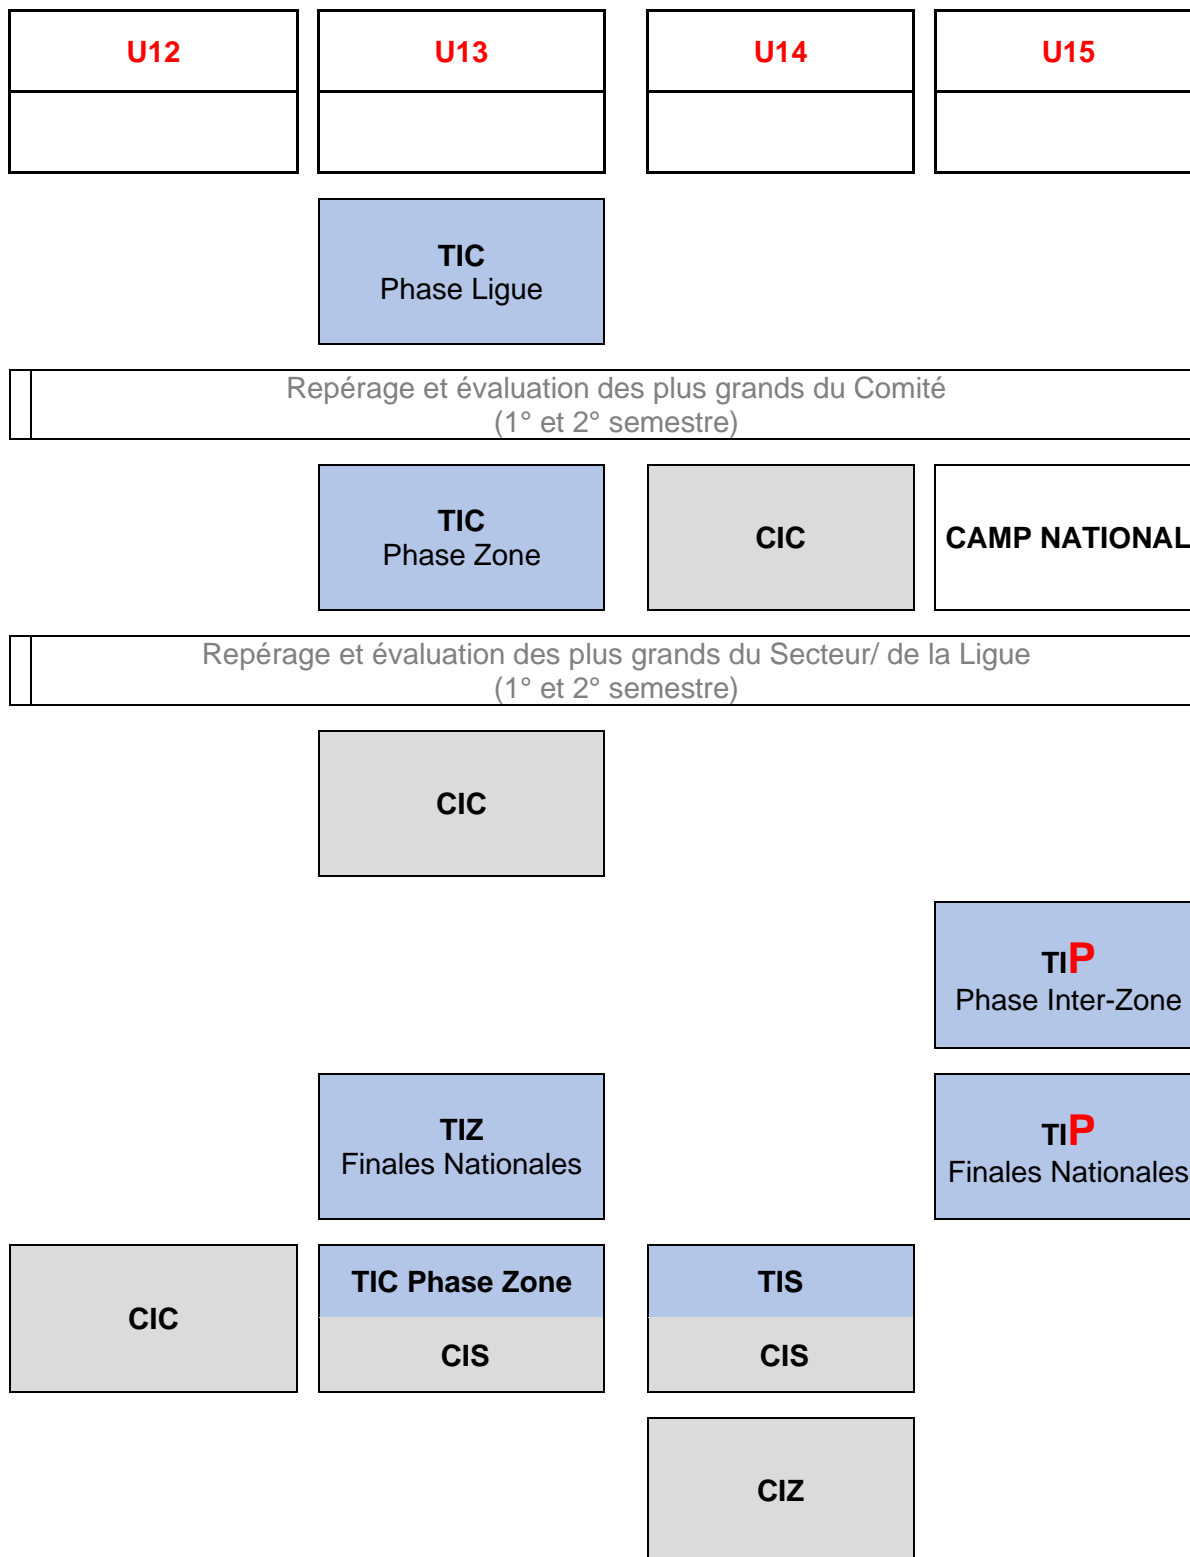 U12
U13
U14
U15
TIC
Phase Ligue
Repérage et évaluation des plus grands du Comité
(1° et 2° semestre)
TIC
Phase Zone
CIC
CAMP NATIONAL
Repérage et évaluation des plus grands du Secteur/ de la Ligue
(1° et 2° semestre)
CIC
TIP
Phase Inter-Zone
TIZ
Finales Nationales
TIP
Finales Nationales
CIC
TIC Phase Zone
CIS
TIS
CIS
CIZ